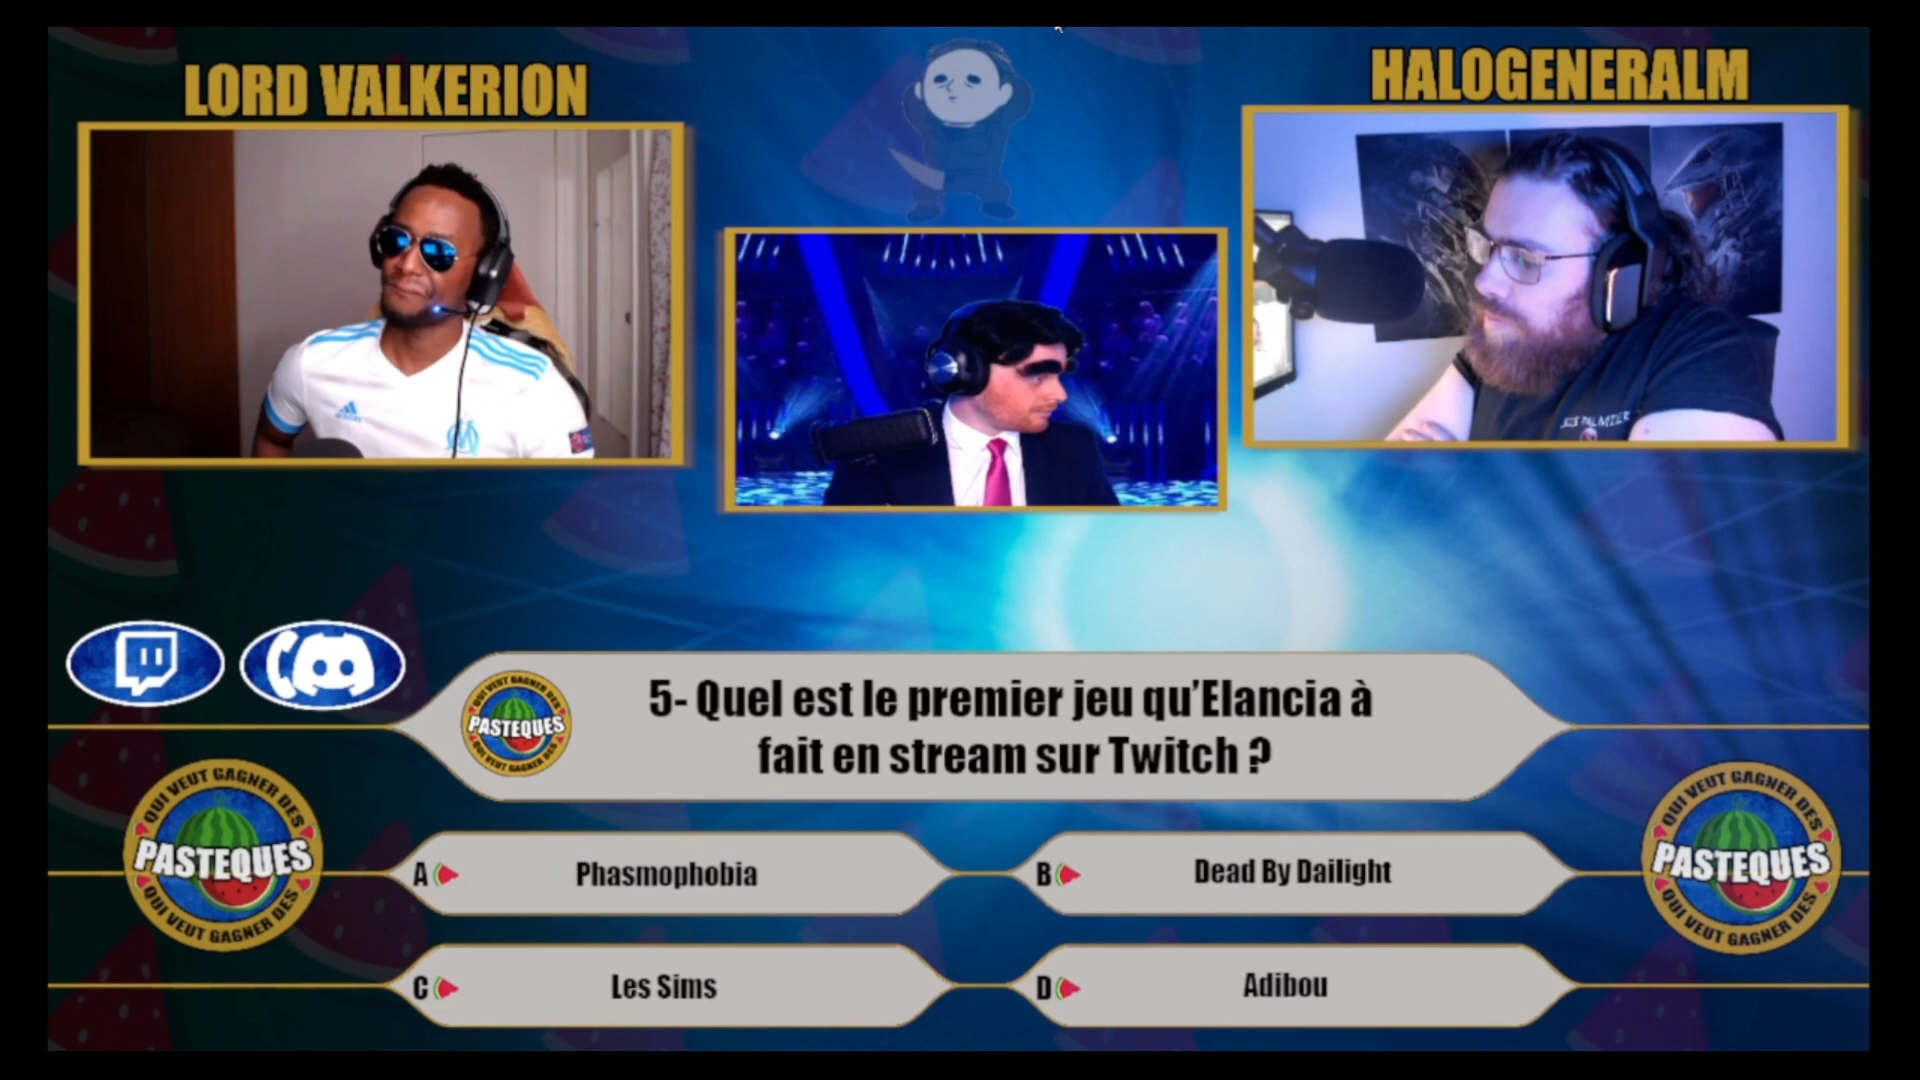 LORD VALKERION
HALOGENERALM
5- Quel est le premier jeu qu’Elancia à
fait en stream sur Twitch ?
QUI VEUT GAGNER DES
PASTEQUES
QUI VEUT GAGNER DES
QUI VEUT GAGNER DES
PASTEQUES
QUI VEUT GAGNER DES
QUI VEUT GAGNER DES
PASTEQUES
QUI VEUT GAGNER DES
A Phasmophobia
B Dead By Dailight
C Les Sims
D Adibou
adidas